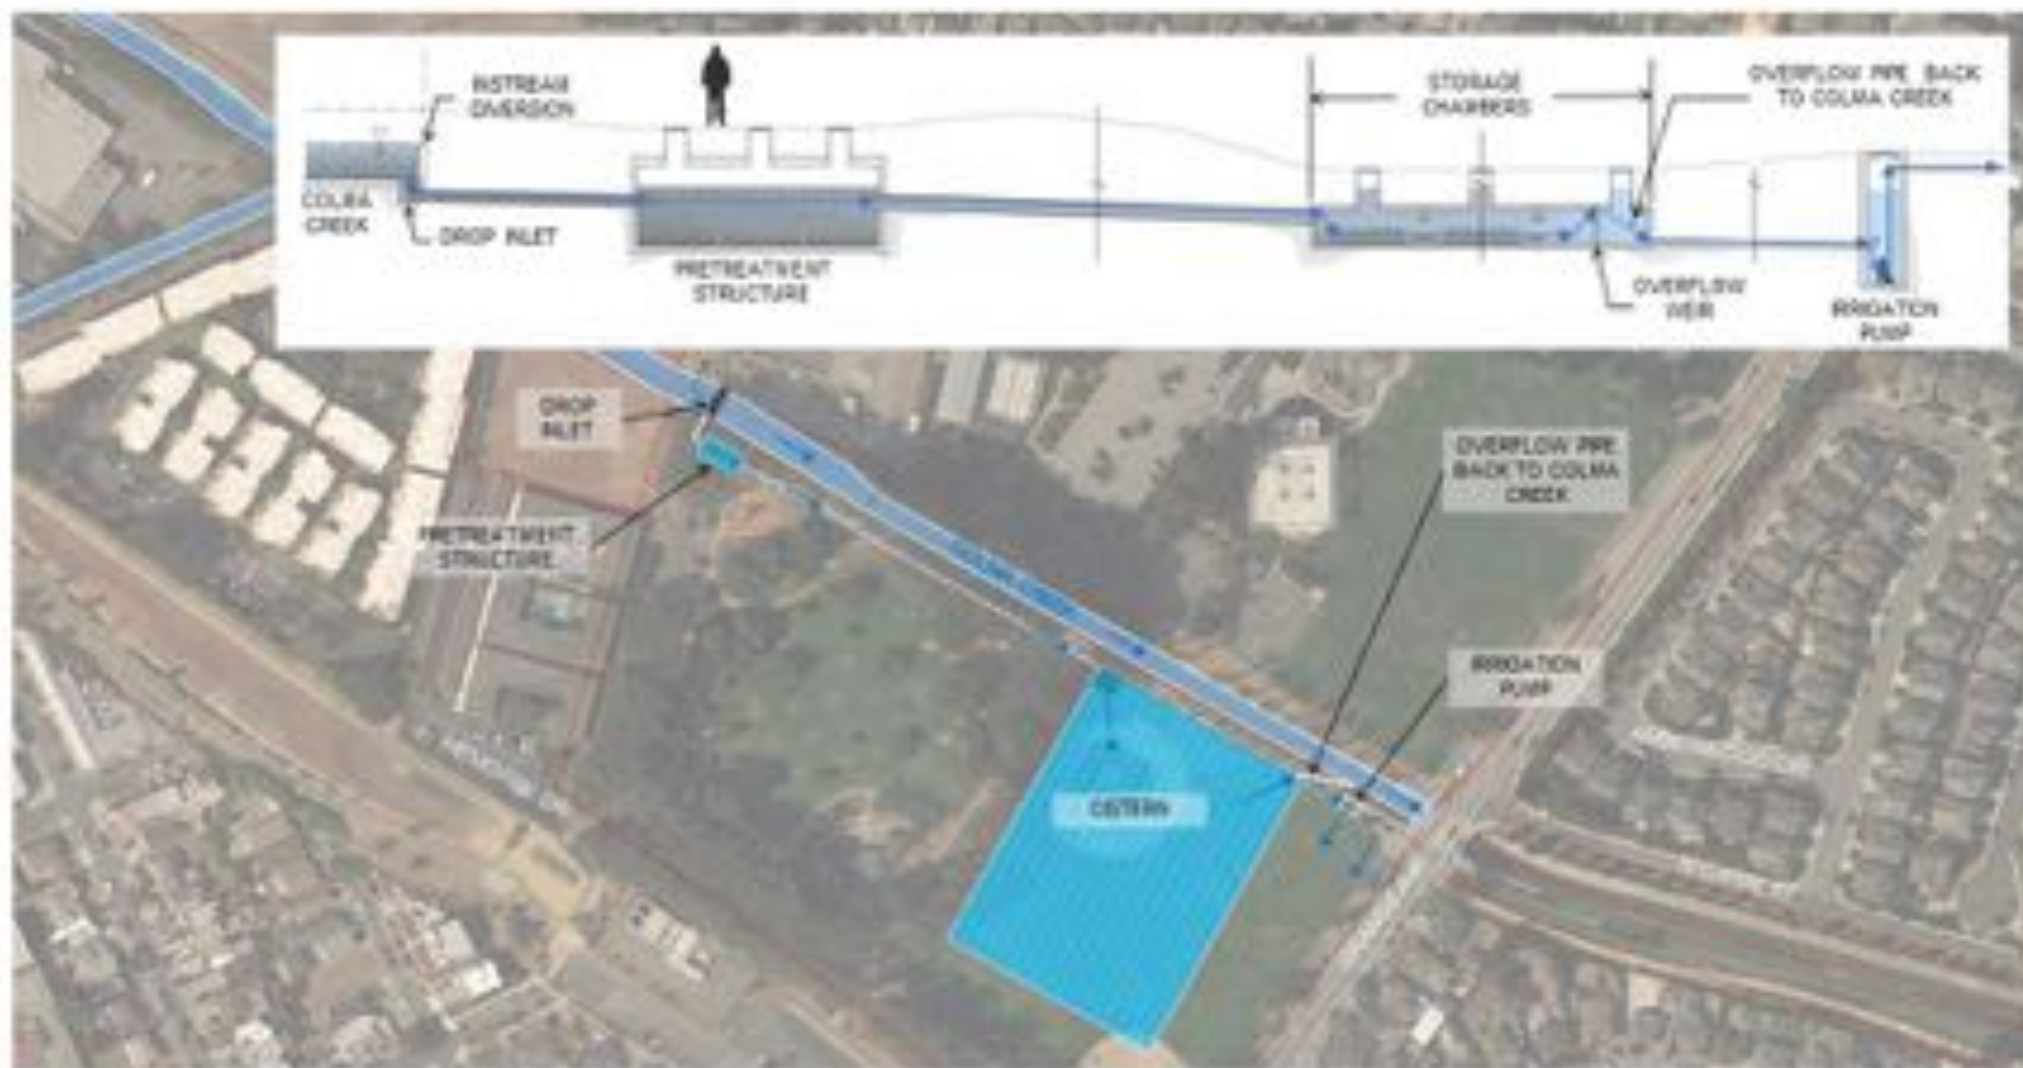 INSTREAM
DIVERSION
STORAGE
CHAMBERS
OVERFLOW PIPE BACK
TO COLMA CREEK
COLMA
CREEK
DROP INLET
PRETREATMENT
STRUCTURE
OVERFLOW
WEIR
IRRIGATION
PUMP
DROP
INLET
OVERFLOW PIPE
BACK TO COLMA
CREEK
PRETREATMENT
STRUCTURE
IRRIGATION
PUMP
CISTERN